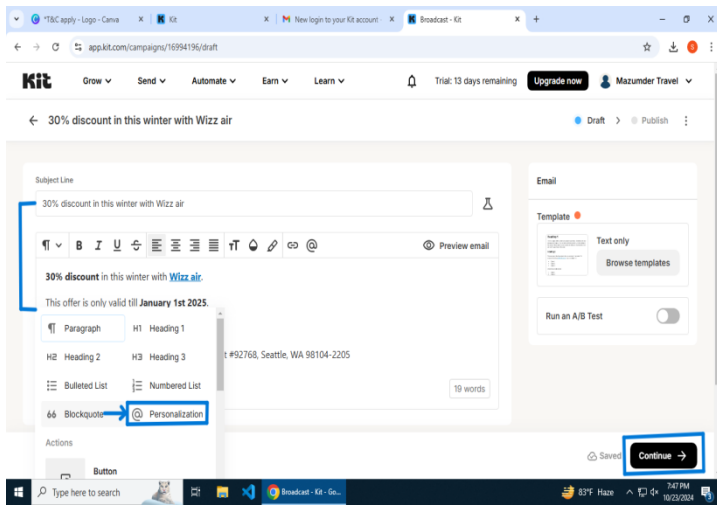 *T&C apply - Logo - Canva
Kit
New login to your Kit account
Broadcast - Kit
app.kit.com/campaigns/16994196/draft
Kit Grow Send Automate Earn Learn Trial: 13 days remaining Upgrade now Mazumder Travel
30% discount in this winter with Wizz air Draft Publish
Subject Line
30% discount in this winter with Wizz air
B I U S TT @ Preview email
30% discount in this winter with Wizz air.
This offer is only valid till January 1st 2025.
Paragraph H1 Heading 1
H2 Heading 2 H3 Heading 3
t #92768, Seattle, WA 98104-2205
Bulleted List Numbered List
19 words
66 Blockquote @ Personalization
Actions
Button
Email
Template
Text only
Browse templates
Run an A/B Test
Saved Continue
Type here to search
Broadcast - Kit - Go...
83°F Haze
7:47 PM
10/23/2024